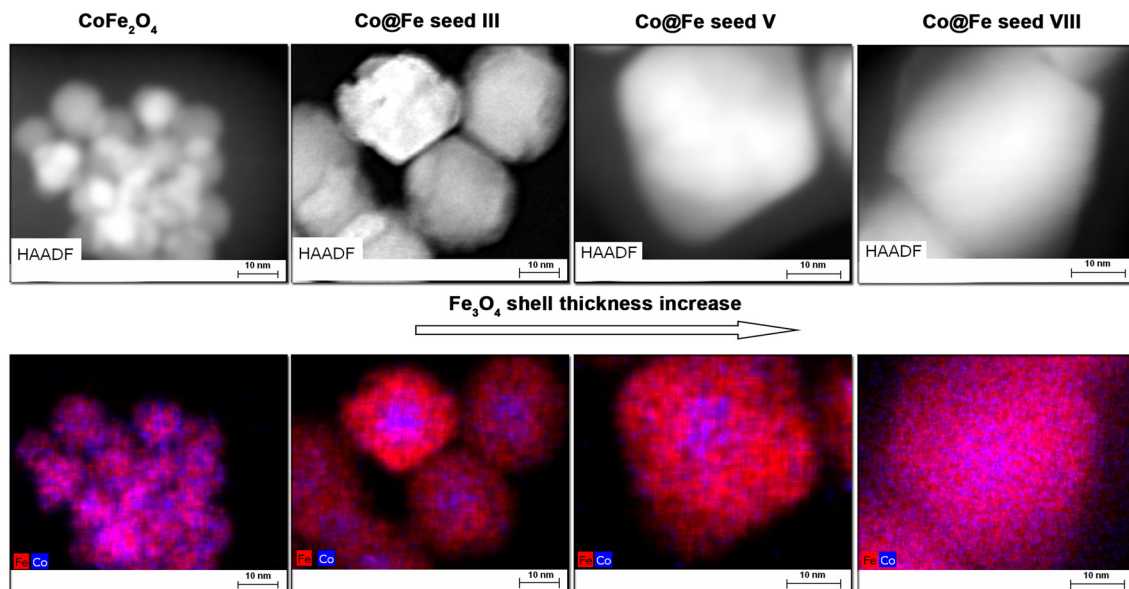 CoFe₂O₄
Co@Fe seed III
Co@Fe seed V
Co@Fe seed VIII
HAADF
10 nm
HAADF
10 nm
HAADF
10 nm
HAADF
10 nm
Fe₃O₄ shell thickness increase
Fe Co
10 nm
Fe Co
10 nm
Fe Co
10 nm
Fe Co
10 nm